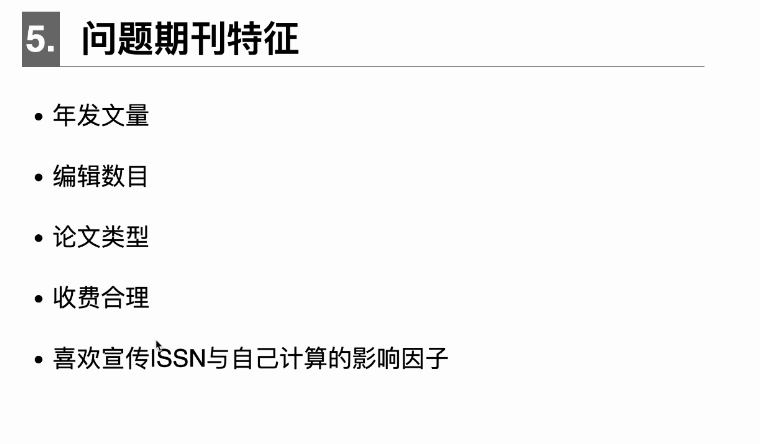 5. 问题期刊特征
• 年发文量
• 编辑数目
• 论文类型
• 收费合理
• 喜欢宣传ISSN与自己计算的影响因子